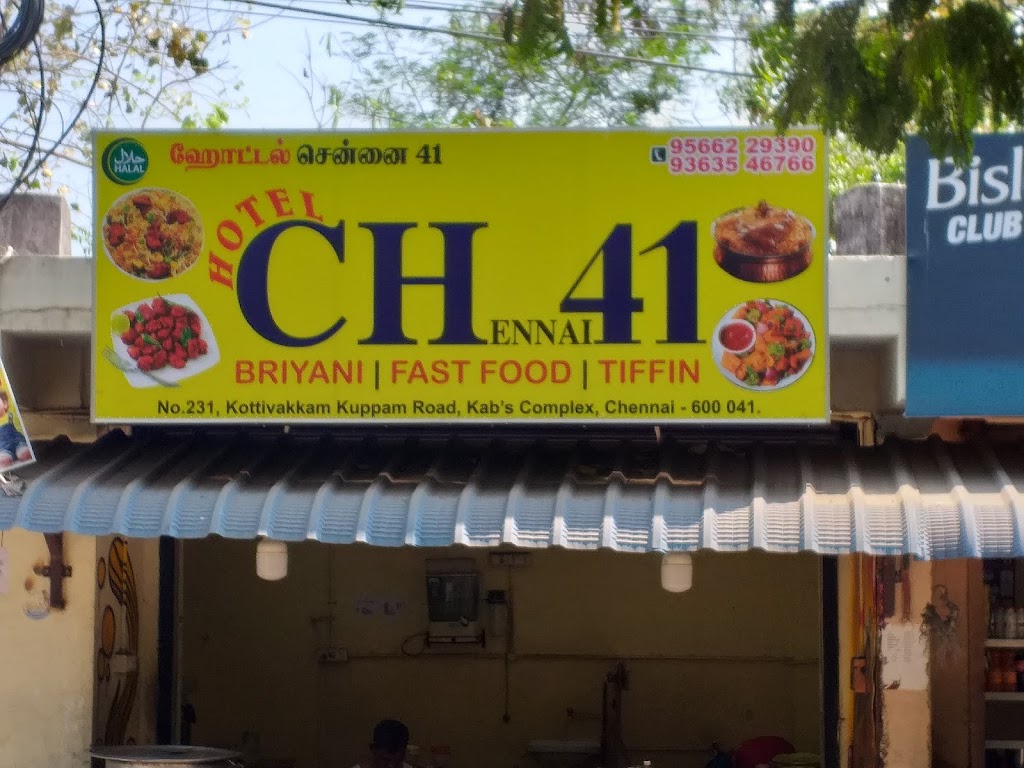 حلال
HALAL
ஹோட்டல் சென்னை 41
95662 29390
93635 46766
HOTEL
CHENNAI 41
BRIYANI | FAST FOOD | TIFFIN
No.231, Kottivakkam Kuppam Road, Kab's Complex, Chennai - 600 041.
CLUB